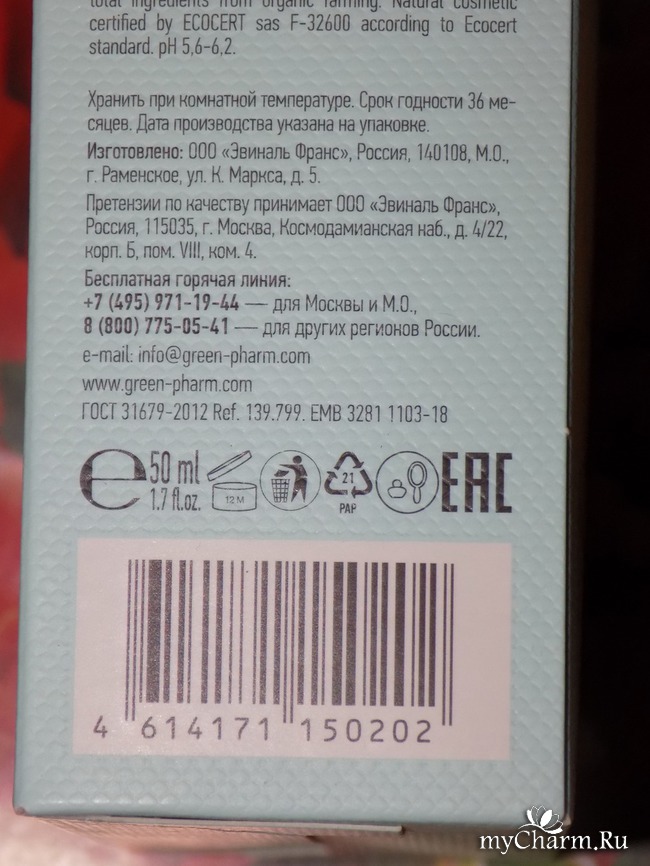 total ingredients from organic farming. Natural cosmetic
certified by ECOCERT sas F-32600 according to Ecocert
standard. pH 5,6–6,2.
Хранить при комнатной температуре. Срок годности 36 ме-
сяцев. Дата производства указана на упаковке.
Изготовлено: ООО «Эвиналь Франс», Россия, 140108, М.О.,
г. Раменское, ул. К. Маркса, д. 5.
Претензии по качеству принимает ООО «Эвиналь Франс»,
Россия, 115035, г. Москва, Космодамианская наб., д. 4/22,
корп. Б, пом. VIII, ком. 4.
Бесплатная горячая линия:
+7 (495) 971-19-44 — для Москвы и М.О.,
8 (800) 775-05-41 — для других регионов России.
e-mail: info@green-pharm.com
www.green-pharm.com
ГОСТ 31679-2012 Ref. 139.799. EMB 3281 1103-18
℮ 50 ml
1.7 fl.oz.
12 M
21
PAP
EAC
4 614171 150202
myCharm.Ru